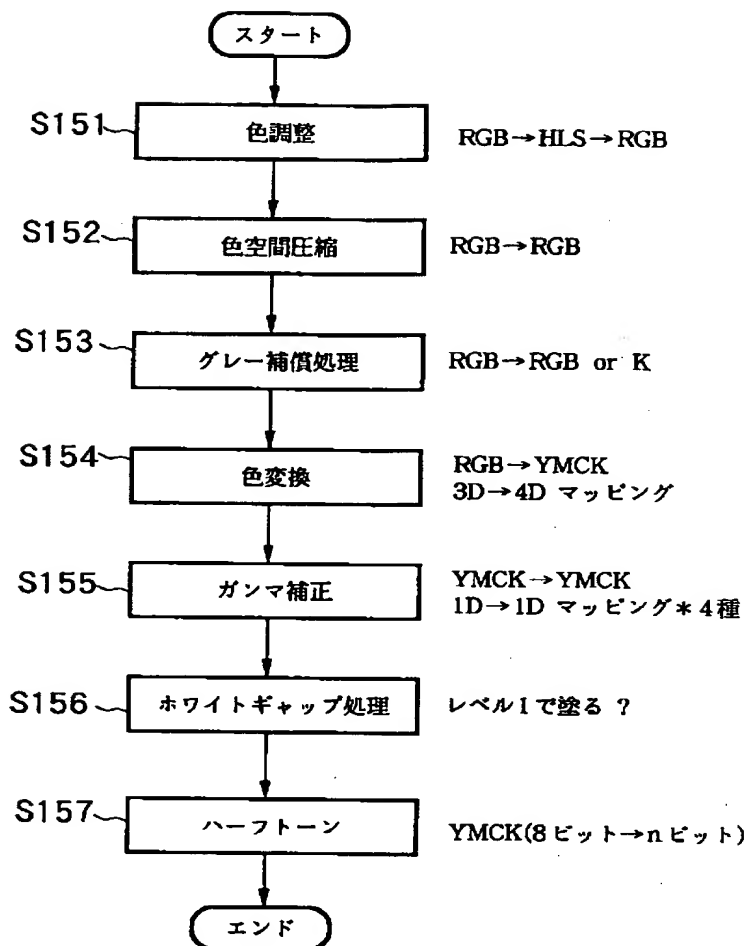 スタート
S151
色調整
RGB→HLS→RGB
S152
色空間圧縮
RGB→RGB
S153
グレー補償処理
RGB→RGB or K
S154
色変換
RGB→YMCK
3D→4D マッピング
S155
ガンマ補正
YMCK→YMCK
1D→1D マッピング*4種
S156
ホワイトギャップ処理
レベルIで塗る ?
S157
ハーフトーン
YMCK(8ビット→nビット)
エンド